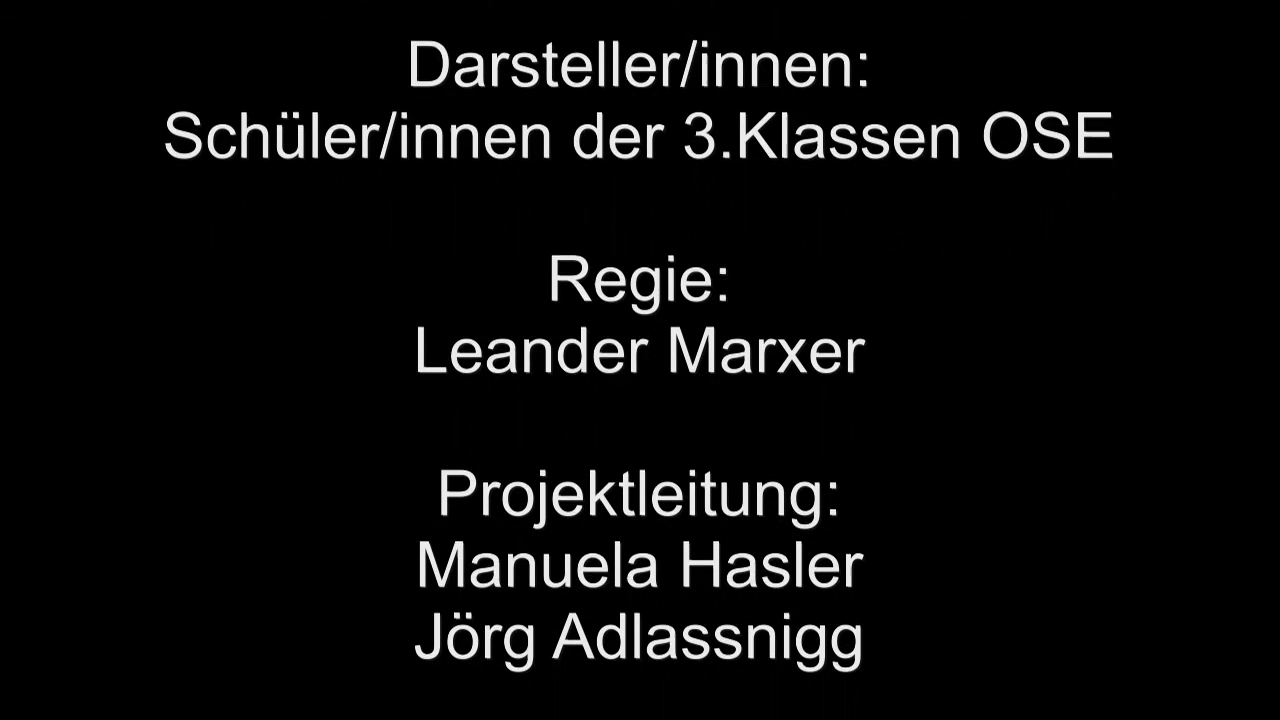 Darsteller/innen:
Schüler/innen der 3.Klassen OSE
Regie:
Leander Marxer
Projektleitung:
Manuela Hasler
Jörg Adlassnigg